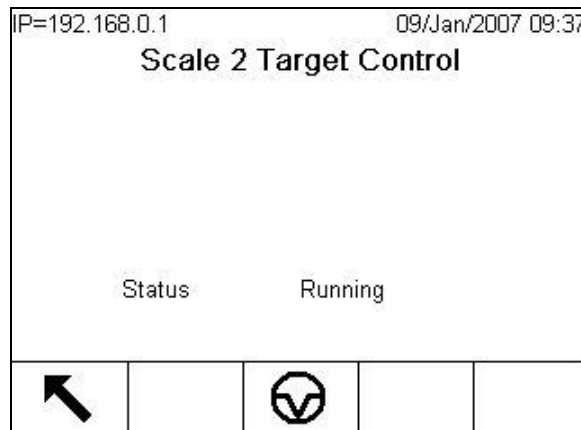 IP=192.168.0.1 09/Jan/2007 09:37
Scale 2 Target Control
Status Running